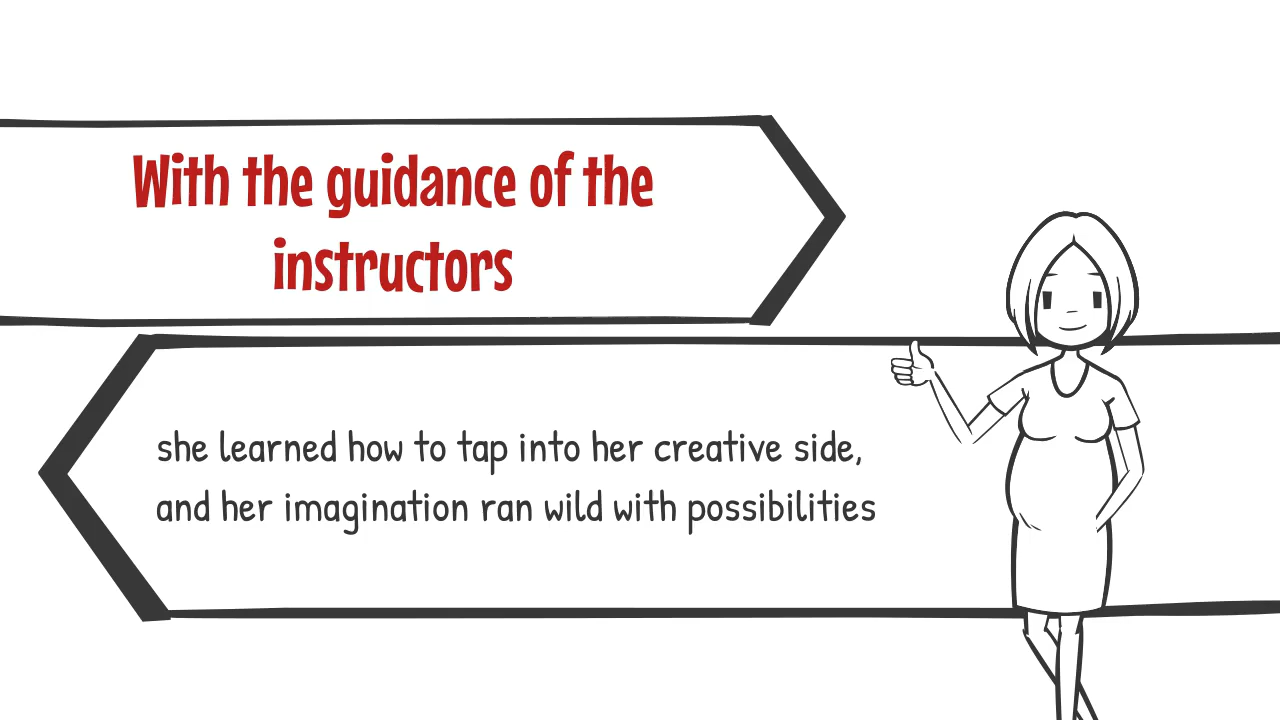 With the guidance of the
instructors
she learned how to tap into her creative side,
and her imagination ran wild with possibilities